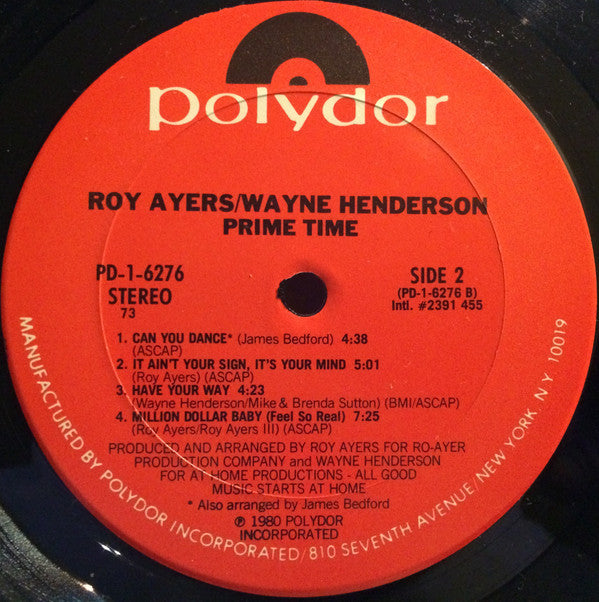 polydor
ROY AYERS/WAYNE HENDERSON
PRIME TIME
PD-1-6276
STEREO
73
SIDE 2
(PD-1-6276 B)
Intl. #2391 455
1. CAN YOU DANCE* (James Bedford) 4:38
(ASCAP)
2. IT AIN'T YOUR SIGN, IT'S YOUR MIND 5:01
(Roy Ayers) (ASCAP)
3. HAVE YOUR WAY 4:23
(Wayne Henderson/Mike & Brenda Sutton) (BMI/ASCAP)
4. MILLION DOLLAR BABY (Feel So Real) 7:25
(Roy Ayers/Roy Ayers III) (ASCAP)
PRODUCED AND ARRANGED BY ROY AYERS FOR RO-AYER
PRODUCTION COMPANY and WAYNE HENDERSON
FOR AT HOME PRODUCTIONS - ALL GOOD
MUSIC STARTS AT HOME
* Also arranged by James Bedford
℗ 1980 POLYDOR
INCORPORATED
MANUFACTURED BY POLYDOR INCORPORATED/810 SEVENTH AVENUE/NEW YORK N.Y. 10019